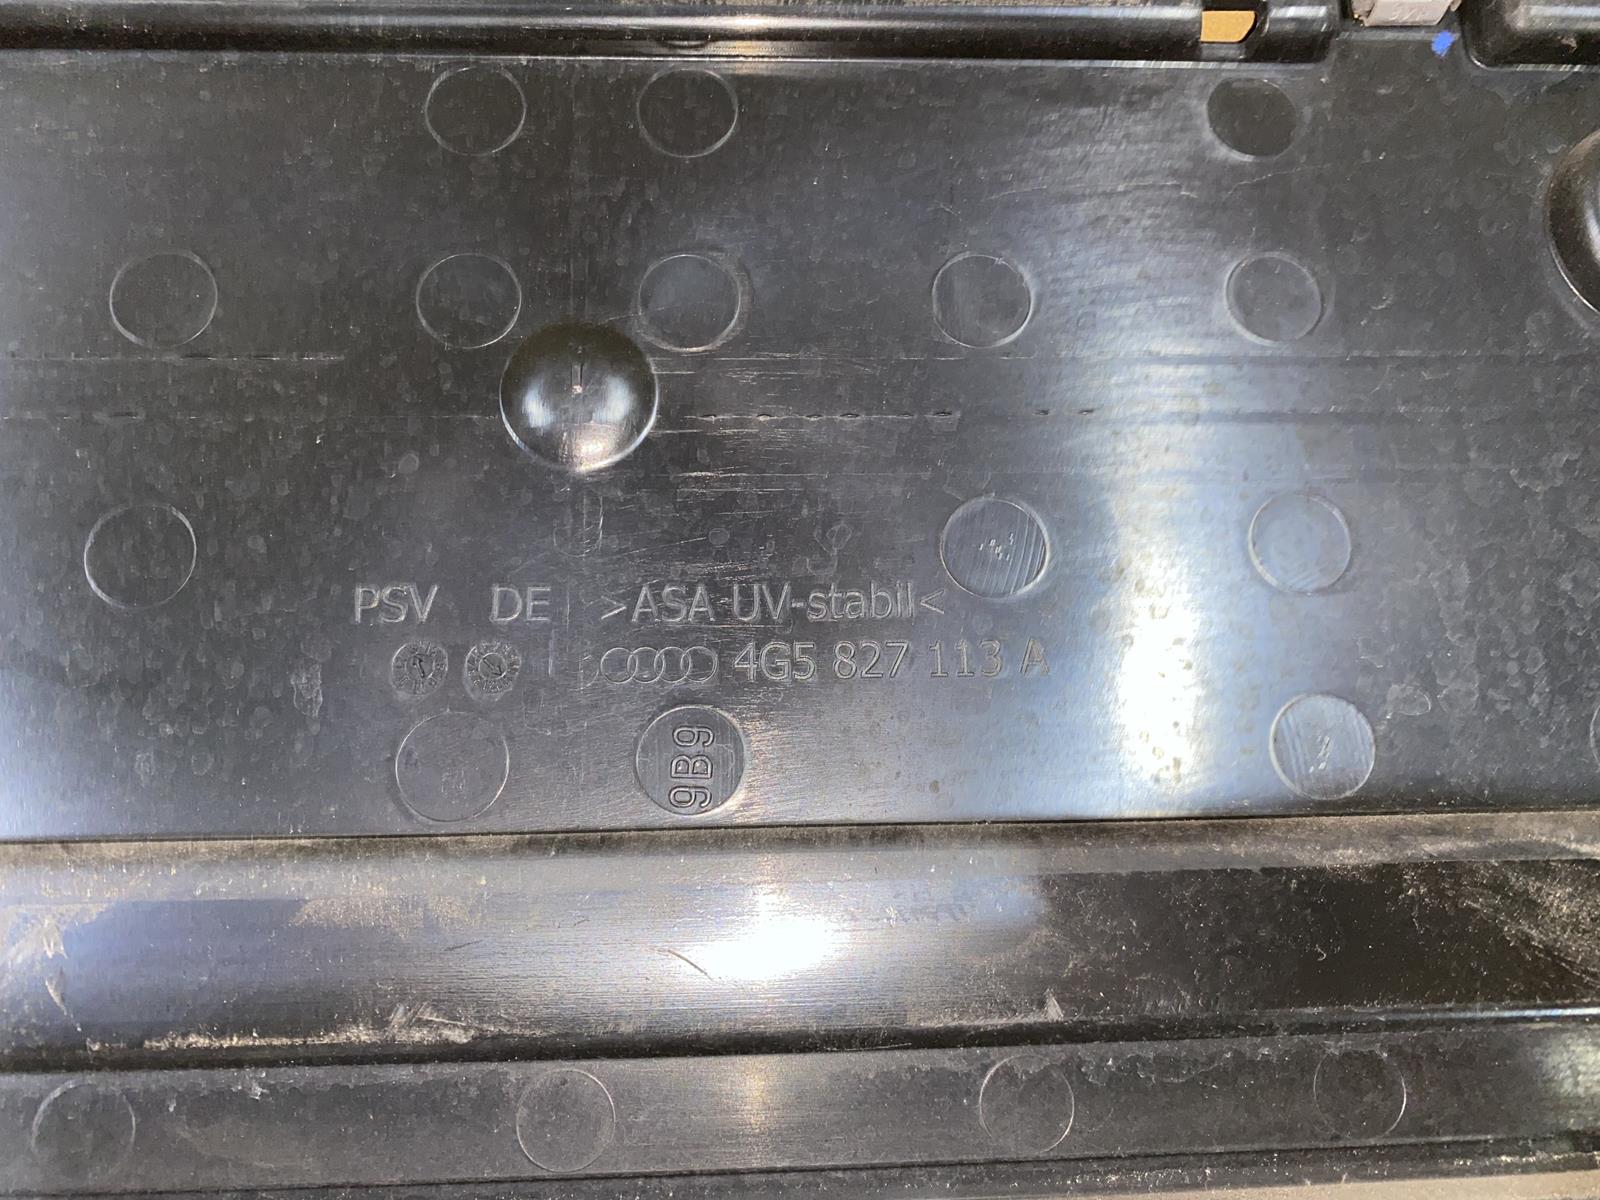 PSV DE >ASA UV-stabil<
4G5 827 113 A
9B9